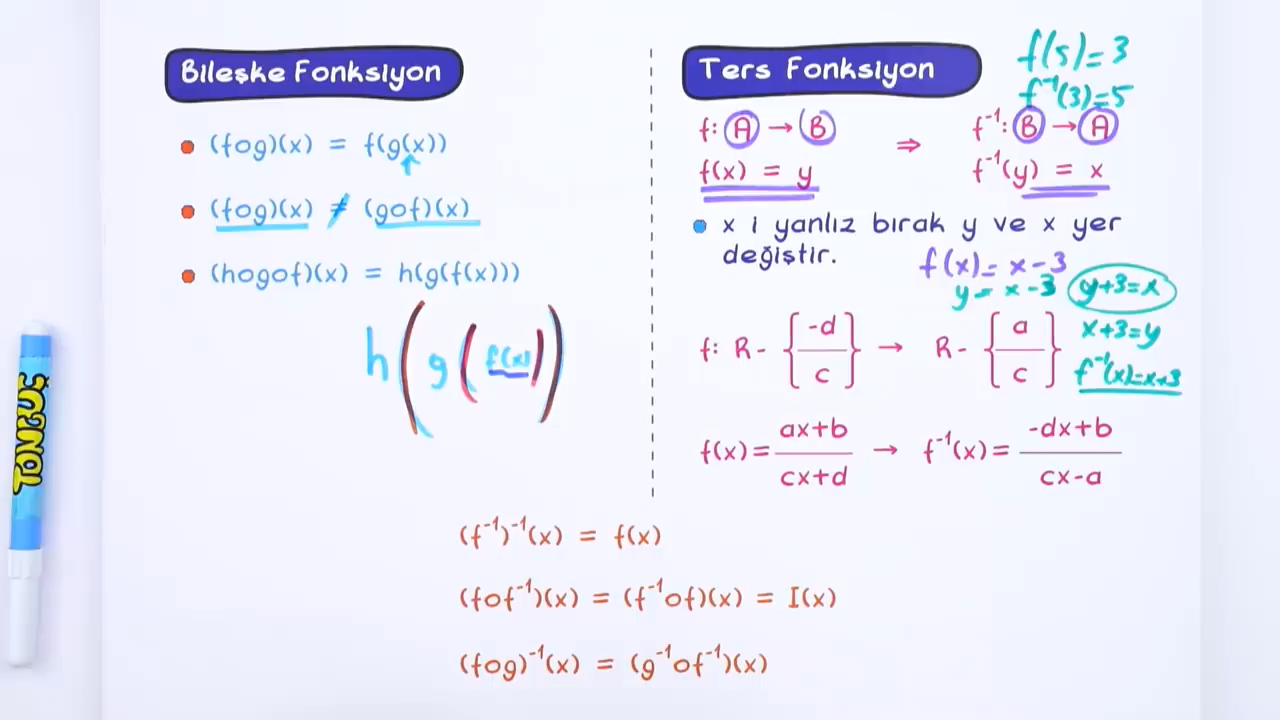 Bileşke Fonksiyon
(fog)(x) = f(g(x))
(fog)(x) ≠ (gof)(x)
(hogof)(x) = h(g(f(x)))
h(g(f(x)))
Ters Fonksiyon
f(5)=3
f⁻¹(3)=5
f: A → B ⇒ f⁻¹: B → A
f(x) = y f⁻¹(y) = x
x i yanlız bırak y ve x yer
değiştir.
f(x)= x-3
y = x-3 y+3=x
x+3=y
f⁻¹(x)=x+3
f: R - {-d/c} → R - {a/c}
f(x) = ax+b/cx+d → f⁻¹(x) = -dx+b/cx-a
(f⁻¹)⁻¹(x) = f(x)
(fof⁻¹)(x) = (f⁻¹of)(x) = I(x)
(fog)⁻¹(x) = (g⁻¹of⁻¹)(x)
TONGUÇ